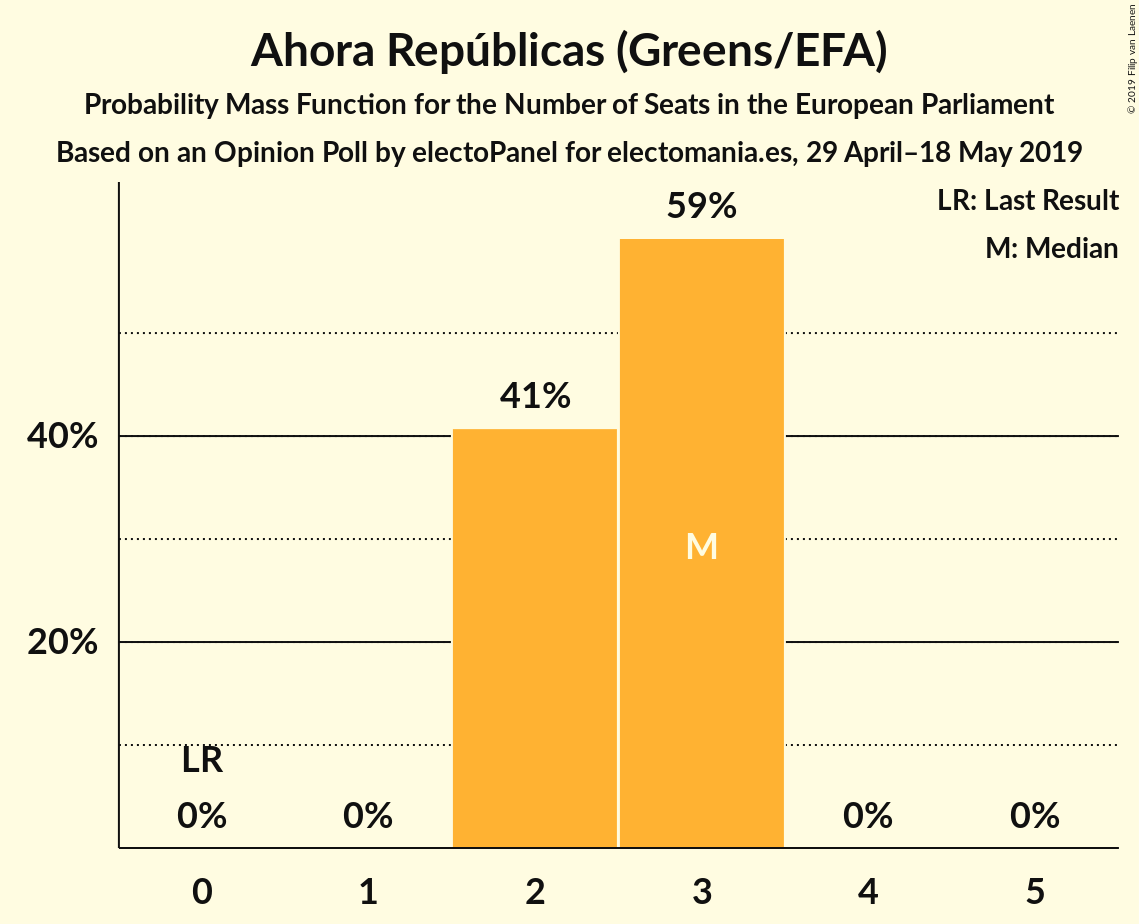 Ahora Repúblicas (Greens/EFA)
Probability Mass Function for the Number of Seats in the European Parliament
Based on an Opinion Poll by electoPanel for electomania.es, 29 April–18 May 2019
© 2019 Filip van Laenen
LR: Last Result
M: Median
59%
41%
40%
M
20%
LR
0%
0%
0%
0%
0
1
2
3
4
5